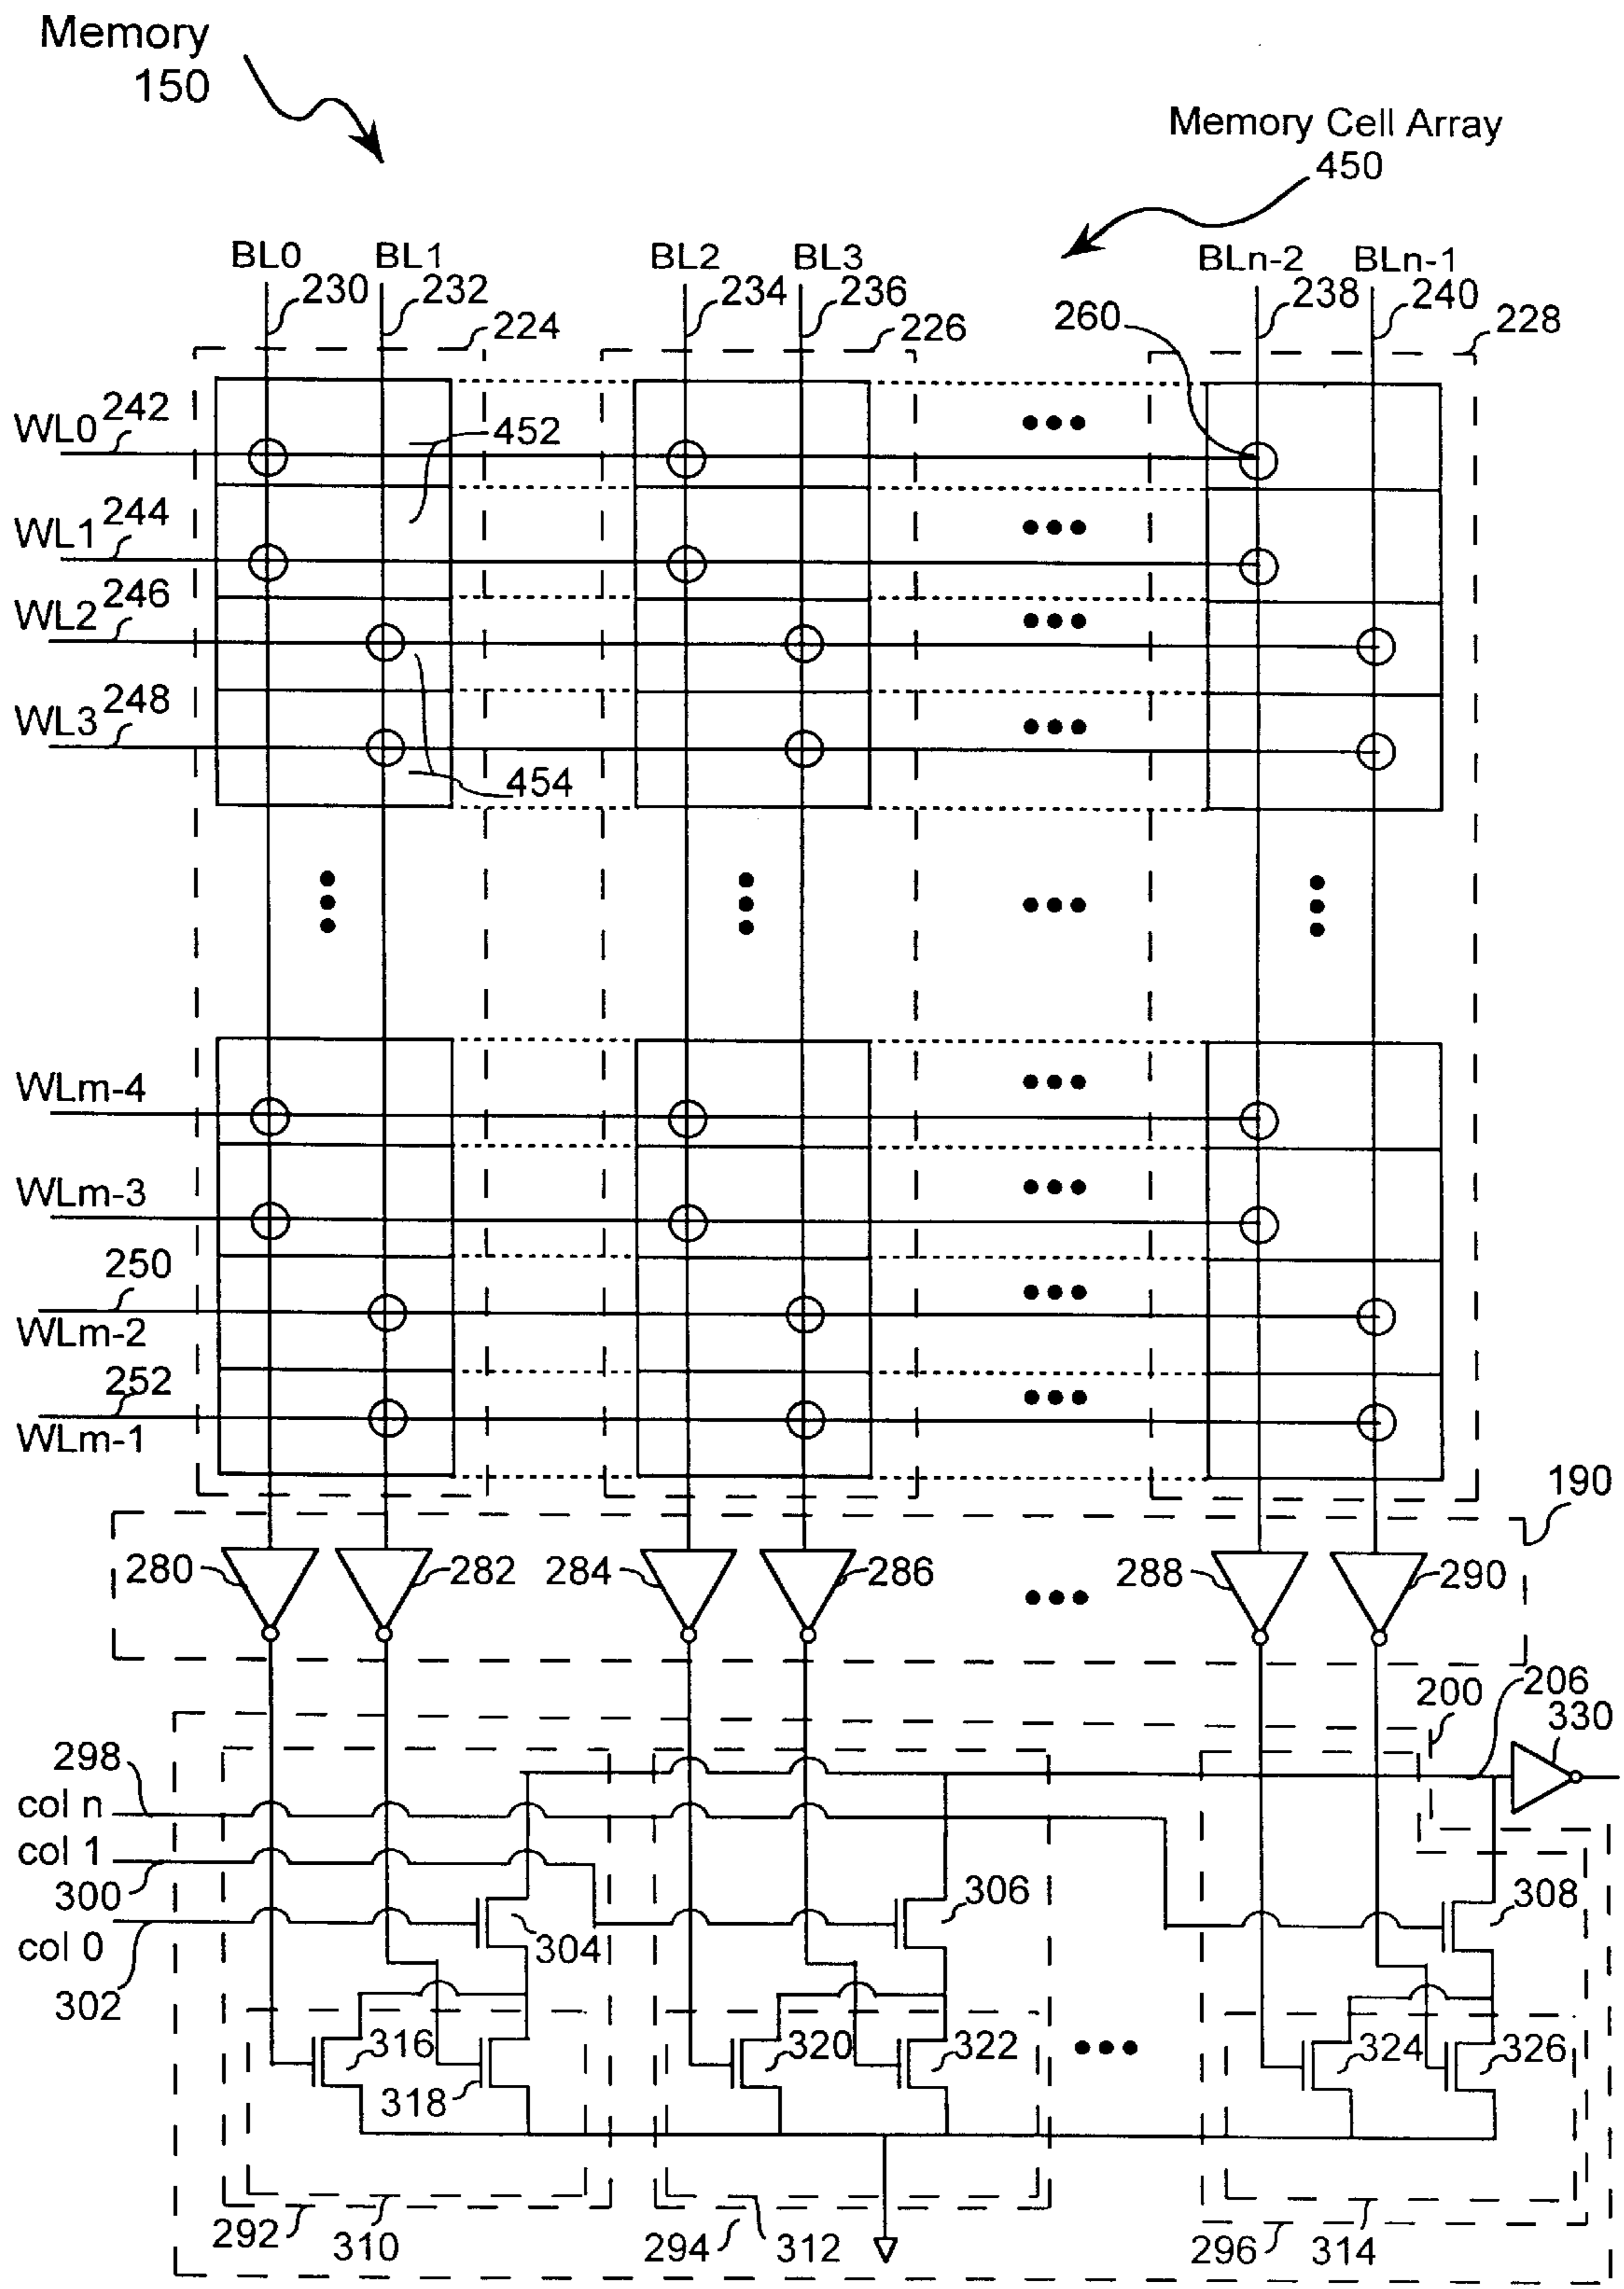 Memory
150
Memory Cell Array
450
BL0 BL1 BL2 BL3 BLn-2 BLn-1
230 232 234 236 238 240
224 226 260 228
WL0 242
452
WL1 244
WL2 246
WL3 248
454
WLm-4
WLm-3
250
WLm-2
252
WLm-1
190
280 282 284 286 288 290
200 206
330
298
col n
col 1
300
306 308
304
col 0
302
316 320 322 324 326
318
292 310 294 312 296 314